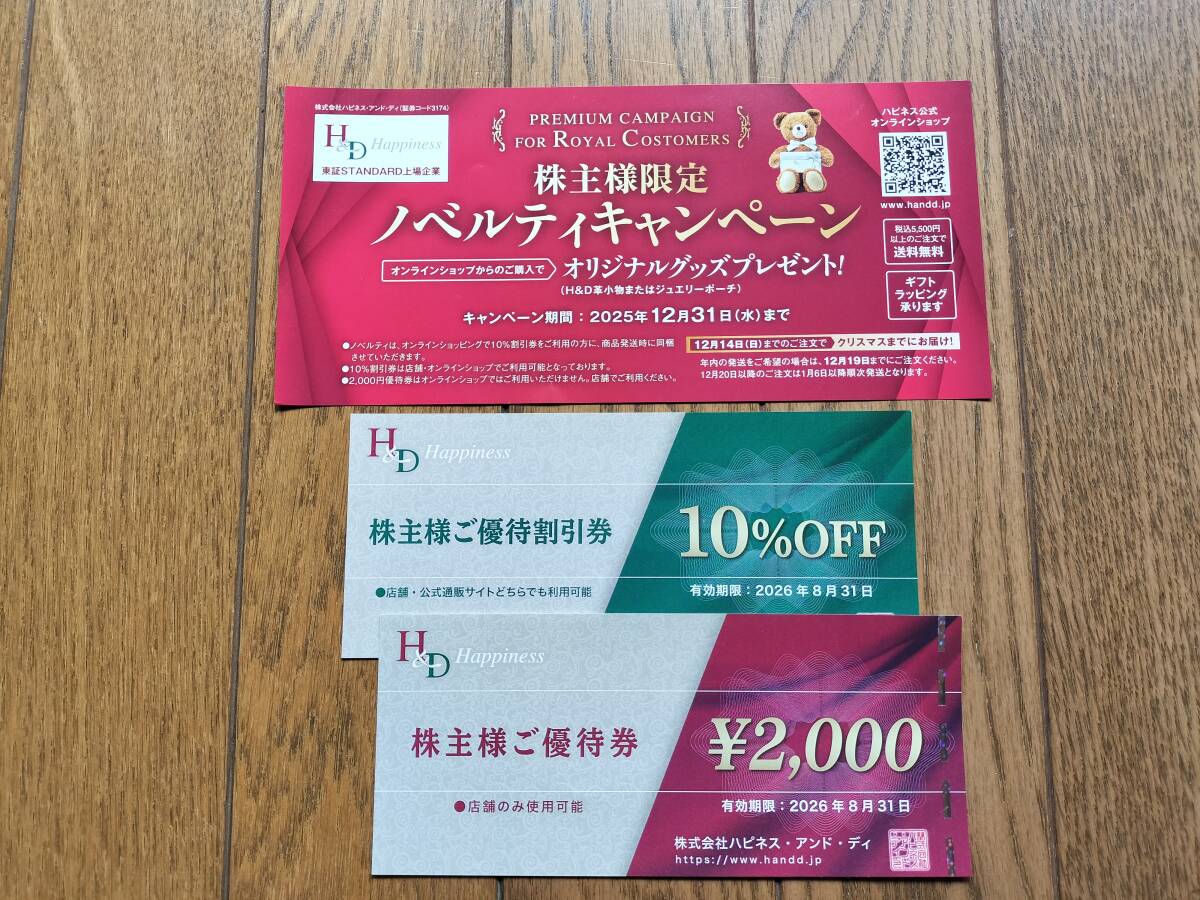 株式会社ハピネス・アンド・ディ(証券コード3174)
H&D Happiness
東証STANDARD上場企業
PREMIUM CAMPAIGN
FOR ROYAL COSTOMERS
株主様限定
ノベルティキャンペーン
オンラインショップからのご購入で オリジナルグッズプレゼント!
(H&D革小物またはジュエリーポーチ)
キャンペーン期間:2025年12月31日(水)まで
ハピネス公式
オンラインショップ
www.handd.jp
税込5,500円
以上のご注文で
送料無料
ギフト
ラッピング
承ります
●ノベルティは、オンラインショッピングで10%割引券をご利用の方に、商品発送時に同梱
させていただきます。
●10%割引券は店舗・オンラインショップでご利用可能となっております。
●2,000円優待券はオンラインショップではご利用いただけません。店舗でご利用ください。
12月14日(日)までのご注文で クリスマスまでにお届け!
年内の発送をご希望の場合は、12月19日までにご注文ください。
12月20日以降のご注文は1月6日以降順次発送となります。
H&D Happiness
株主様ご優待割引券
10%OFF
●店舗・公式通販サイトどちらでも利用可能
有効期限:2026年8月31日
H&D Happiness
株主様ご優待券
¥2,000
●店舗のみ使用可能
有効期限:2026年8月31日
株式会社ハピネス・アンド・ディ
https://www.handd.jp